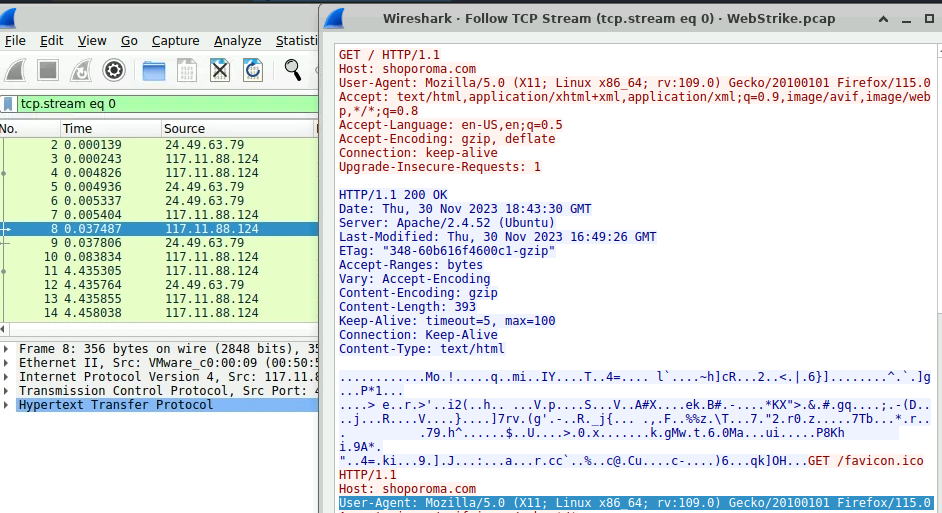 Wireshark · Follow TCP Stream (tcp.stream eq 0) · WebStrike.pcap
File Edit View Go Capture Analyze Statisti
tcp.stream eq 0
No. Time Source
2 0.000139 24.49.63.79
3 0.000243 117.11.88.124
4 0.004826 117.11.88.124
5 0.004936 24.49.63.79
6 0.005337 24.49.63.79
7 0.005404 117.11.88.124
8 0.037487 117.11.88.124
9 0.037806 24.49.63.79
10 0.083834 24.49.63.79
11 4.435305 117.11.88.124
12 4.435764 24.49.63.79
13 4.435855 117.11.88.124
14 4.458038 117.11.88.124
Frame 8: 356 bytes on wire (2848 bits), 35
Ethernet II, Src: VMware_c0:00:09 (00:50:5
Internet Protocol Version 4, Src: 117.11.8
Transmission Control Protocol, Src Port: 4
Hypertext Transfer Protocol
GET / HTTP/1.1
Host: shoporoma.com
User-Agent: Mozilla/5.0 (X11; Linux x86_64; rv:109.0) Gecko/20100101 Firefox/115.0
Accept: text/html,application/xhtml+xml,application/xml;q=0.9,image/avif,image/web
p,*/*;q=0.8
Accept-Language: en-US,en;q=0.5
Accept-Encoding: gzip, deflate
Connection: keep-alive
Upgrade-Insecure-Requests: 1
HTTP/1.1 200 OK
Date: Thu, 30 Nov 2023 18:43:30 GMT
Server: Apache/2.4.52 (Ubuntu)
Last-Modified: Thu, 30 Nov 2023 16:49:26 GMT
ETag: "348-60b616f4600c1-gzip"
Accept-Ranges: bytes
Vary: Accept-Encoding
Content-Encoding: gzip
Content-Length: 393
Keep-Alive: timeout=5, max=100
Connection: Keep-Alive
Content-Type: text/html
............Mo.!.....q..mi..IY....T..4=.... l`....~h]cR...2..<.|.6}]........^.`.]g
...P*1...
....> e..r.>'..i2(..h.. ...V.p....S...V..A#X....ek.B#.-....*KX">.&.#.gq....;.-(D..
..j...R....V....}....]7rv.(g'.-..R._j{... .,.F..%%z.\T...7."2.r0.z.....7Tb...*.r..
. .79.h^......$..U....>.0.x.......k.gMw.t.6.0Ma...ui.....P8Kh
i.9A*.
"..4=.ki...9.].J...:...a...r.cc`..%..c@.Cu....c-....)6...qk]OH...GET /favicon.ico
HTTP/1.1
Host: shoporoma.com
User-Agent: Mozilla/5.0 (X11; Linux x86_64; rv:109.0) Gecko/20100101 Firefox/115.0